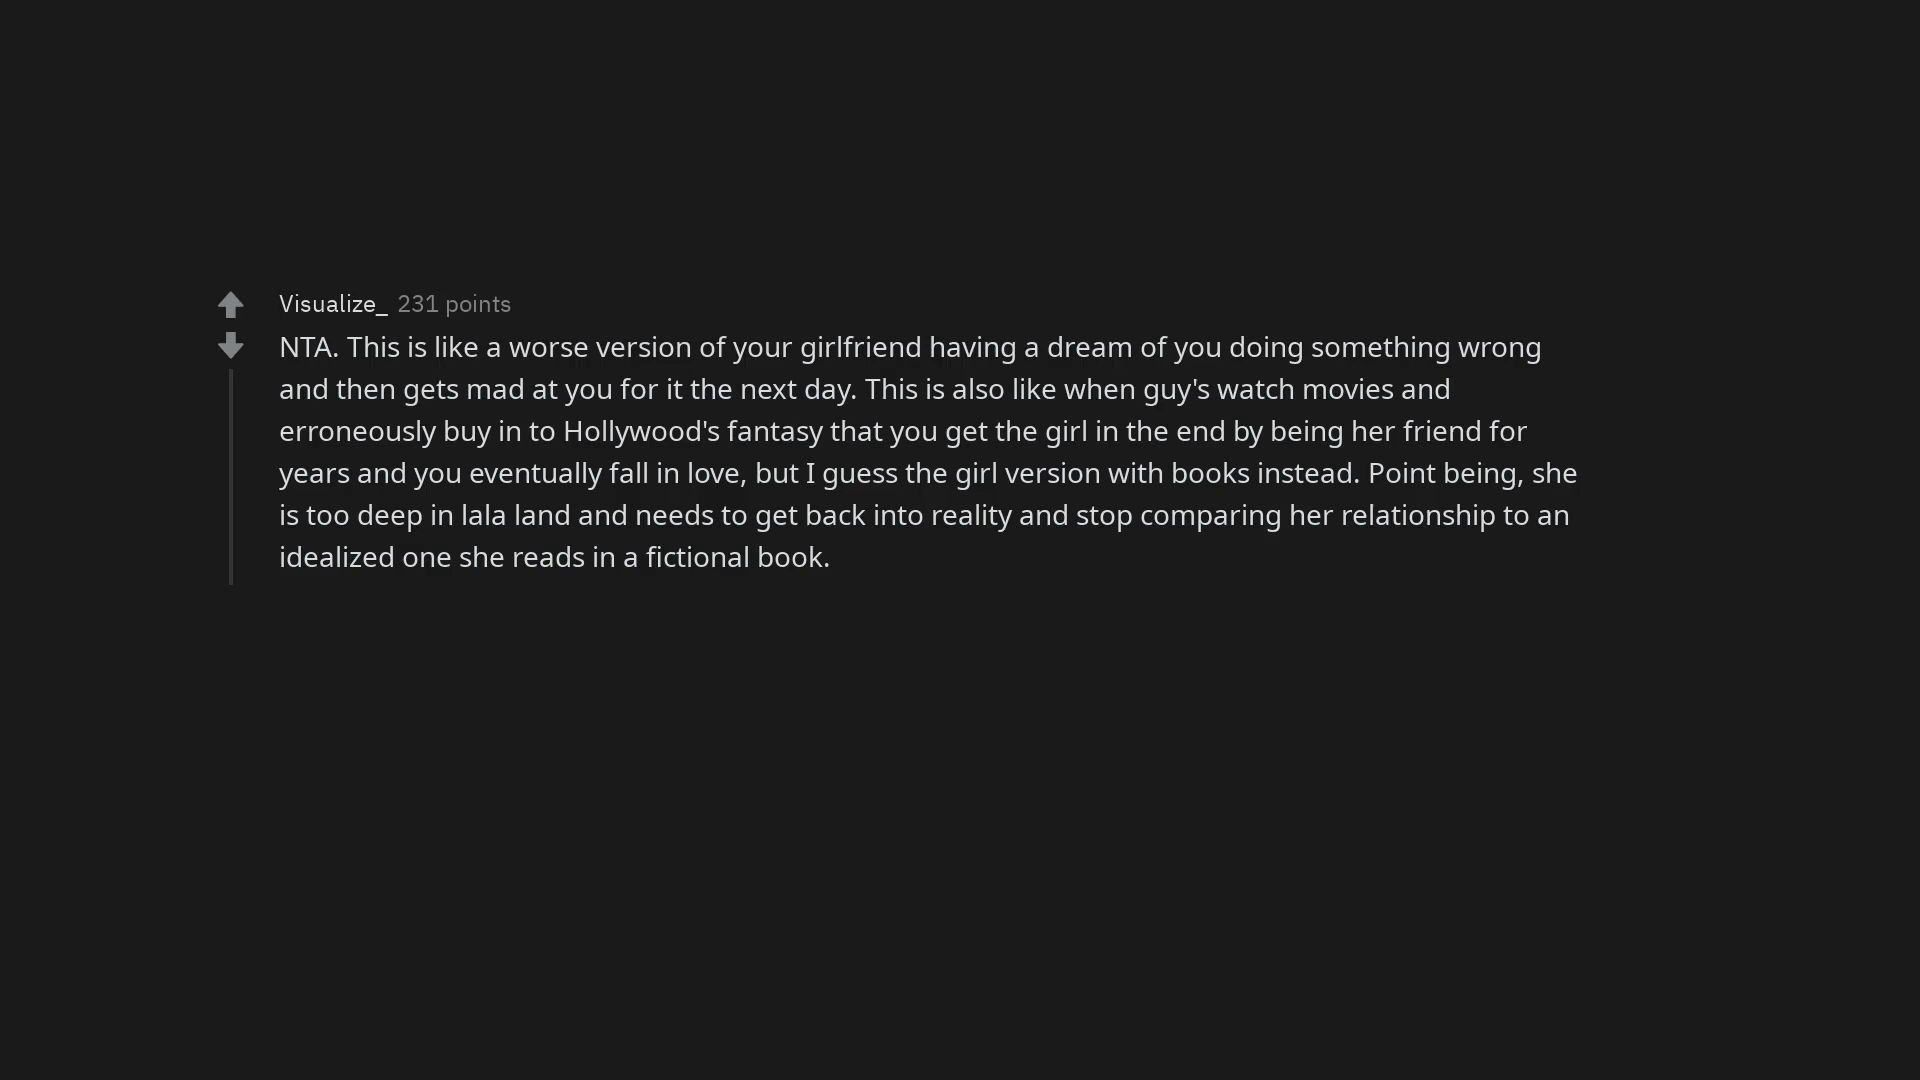 Visualize_ 231 points
NTA. This is like a worse version of your girlfriend having a dream of you doing something wrong
and then gets mad at you for it the next day. This is also like when guy's watch movies and
erroneously buy in to Hollywood's fantasy that you get the girl in the end by being her friend for
years and you eventually fall in love, but I guess the girl version with books instead. Point being, she
is too deep in lala land and needs to get back into reality and stop comparing her relationship to an
idealized one she reads in a fictional book.